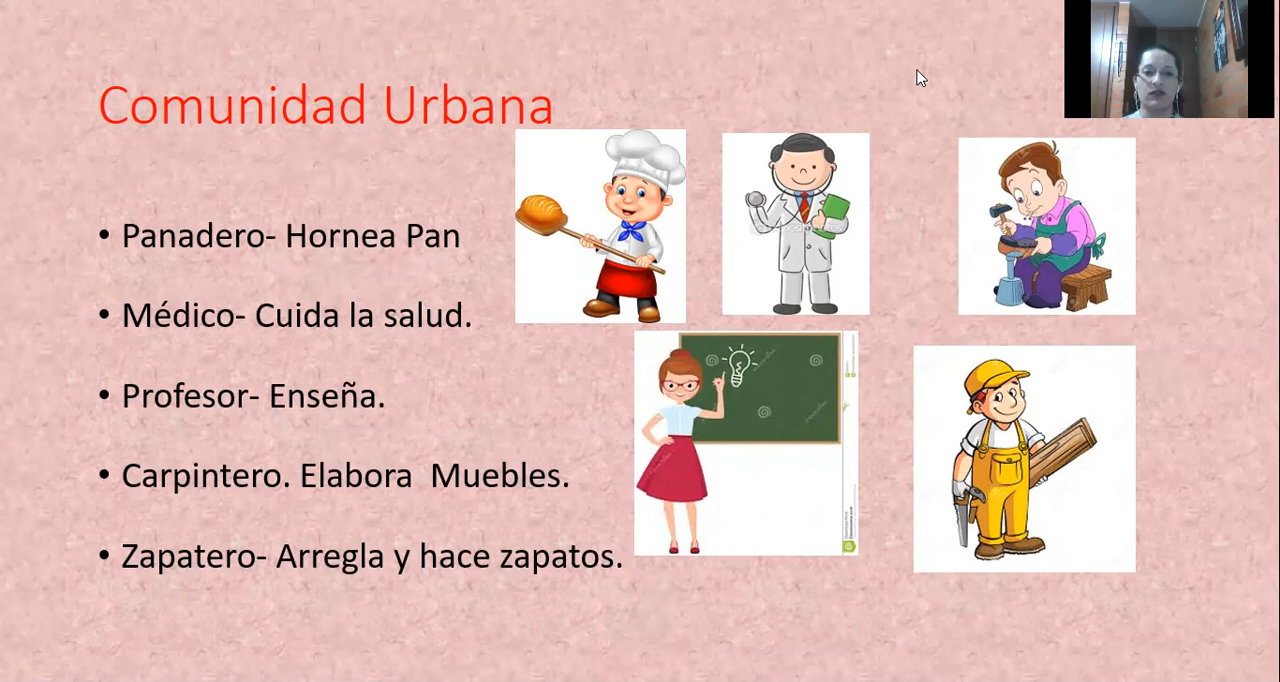 Comunidad Urbana
• Panadero- Hornea Pan
• Médico- Cuida la salud.
• Profesor- Enseña.
• Carpintero. Elabora  Muebles.
• Zapatero- Arregla y hace zapatos.